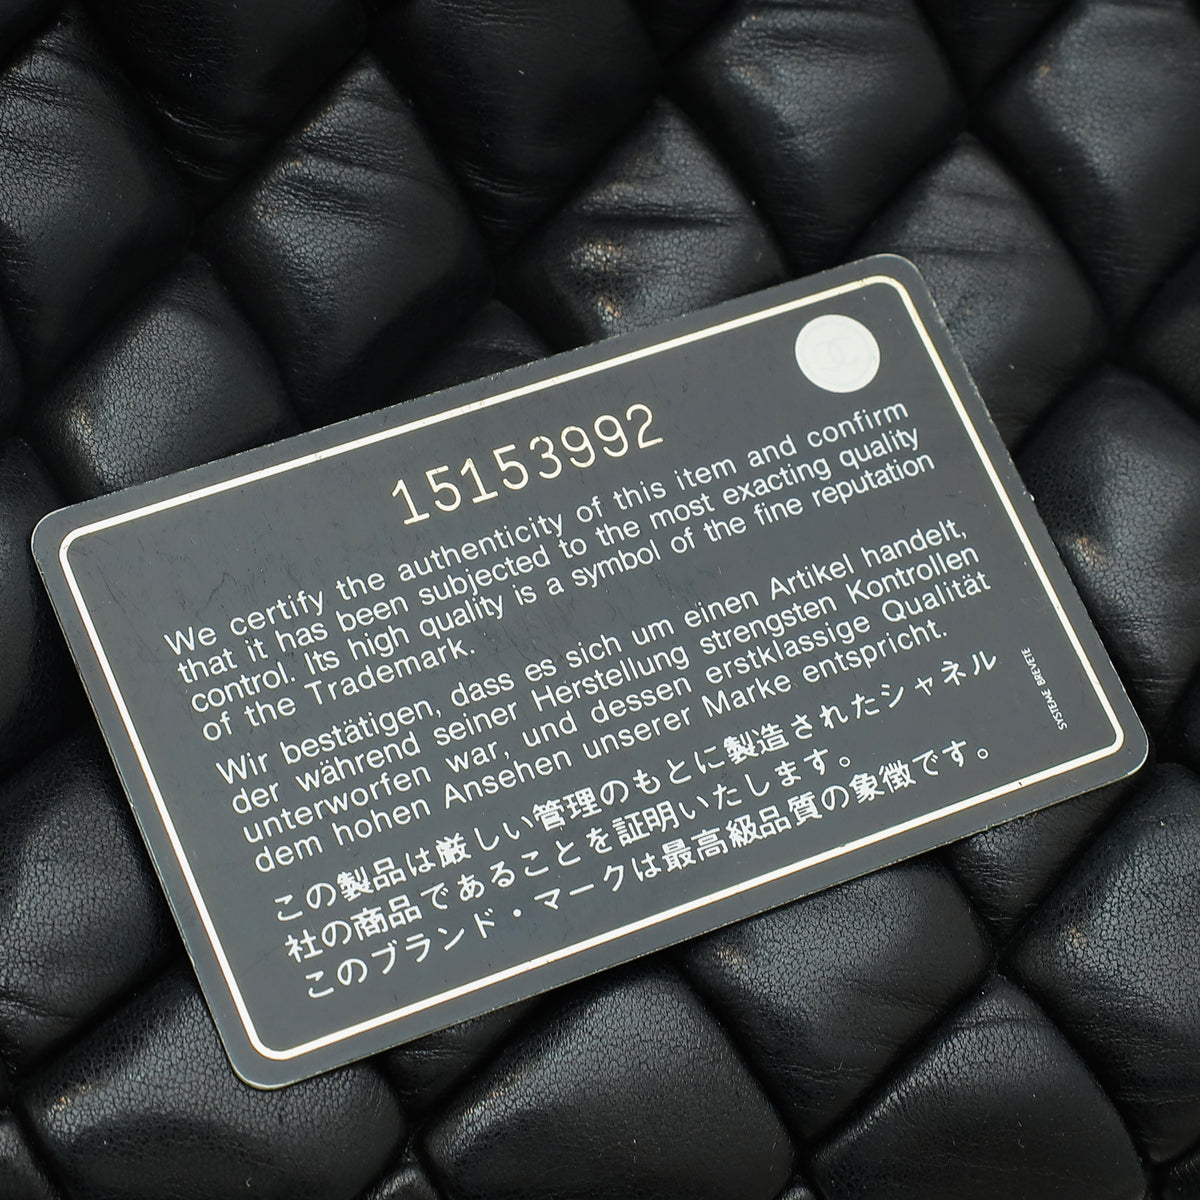 15153992
We certify the authenticity of this item and confirm
that it has been subjected to the most exacting quality
control. Its high quality is a symbol of the fine reputation
of the Trademark.
Wir bestätigen, dass es sich um einen Artikel handelt,
der während seiner Herstellung strengsten Kontrollen
unterworfen war, und dessen erstklassige Qualität
dem hohen Ansehen unserer Marke entspricht.
この製品は厳しい管理のもとに製造されたシャネル
社の商品であることを証明いたします。
このブランド・マークは最高級品質の象徴です。
SYSTEME BREVETE